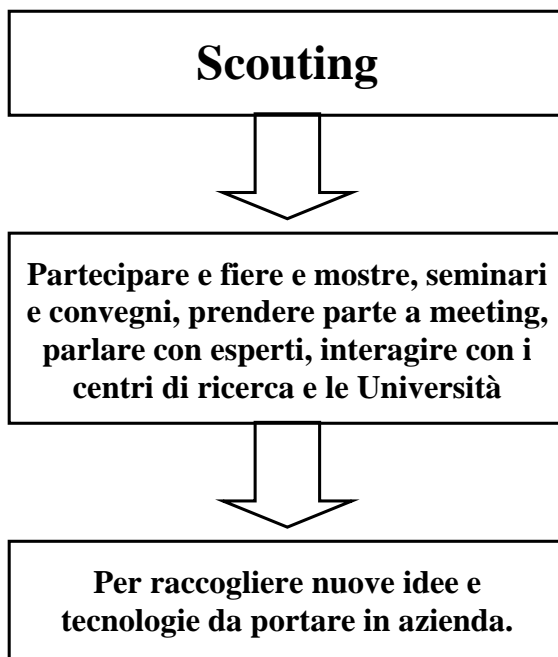 Scouting
Partecipare e fiere e mostre, seminari
e convegni, prendere parte a meeting,
parlare con esperti, interagire con i
centri di ricerca e le Università
Per raccogliere nuove idee e
tecnologie da portare in azienda.